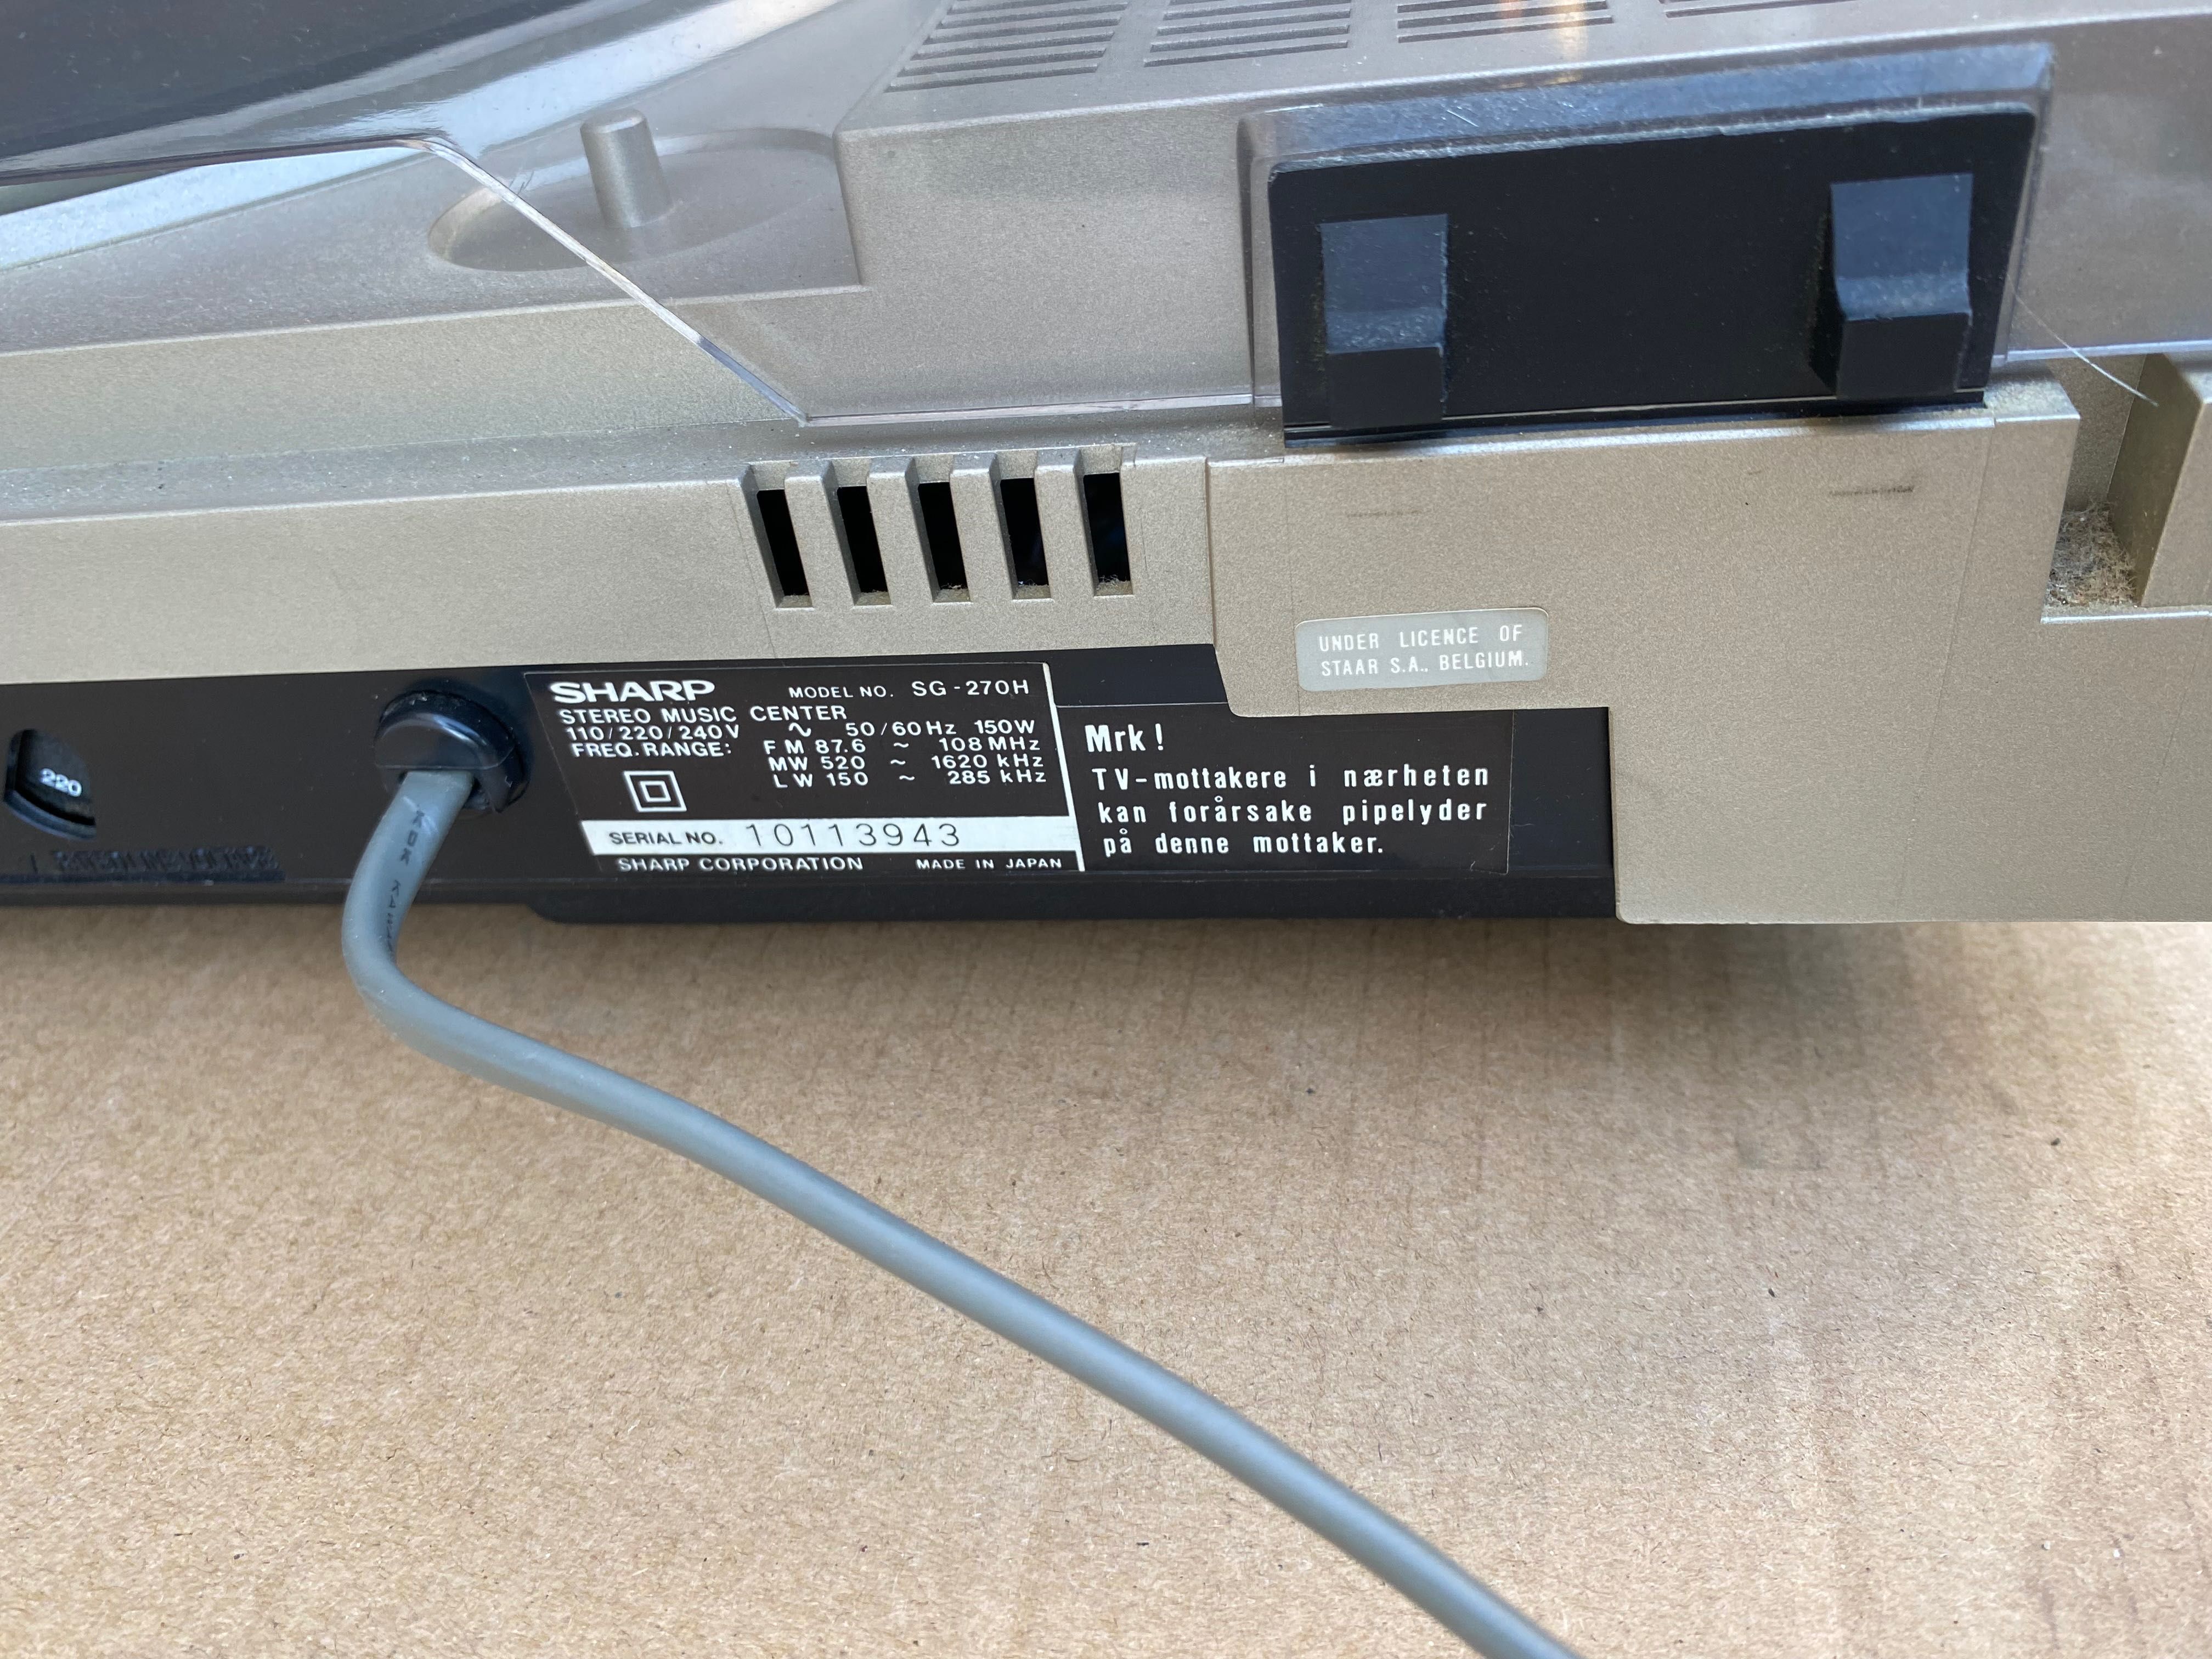 UNDER LICENCE OF
STAAR S.A., BELGIUM.
SHARP MODEL NO. SG-270H
STEREO MUSIC CENTER
110/220/240V ~ 50/60Hz 150W
FREQ. RANGE: FM 87.6 ~ 108MHz
MW 520 ~ 1620 kHz
LW 150 ~ 285 kHz
SERIAL NO. 10113943
SHARP CORPORATION MADE IN JAPAN
Mrk!
TV-mottakere i nærheten
kan forårsake pipelyder
på denne mottaker.
220